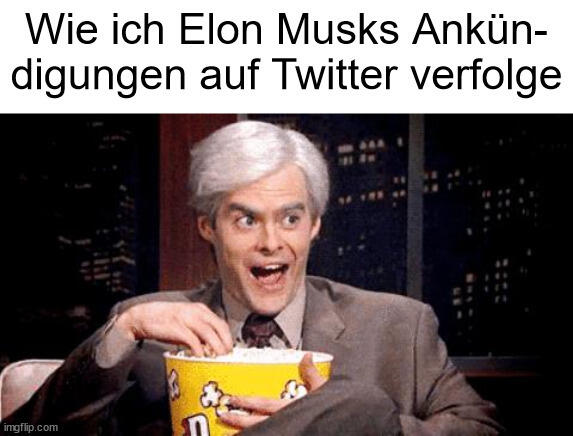 Wie ich Elon Musks Ankün-
digungen auf Twitter verfolge
imgflip.com